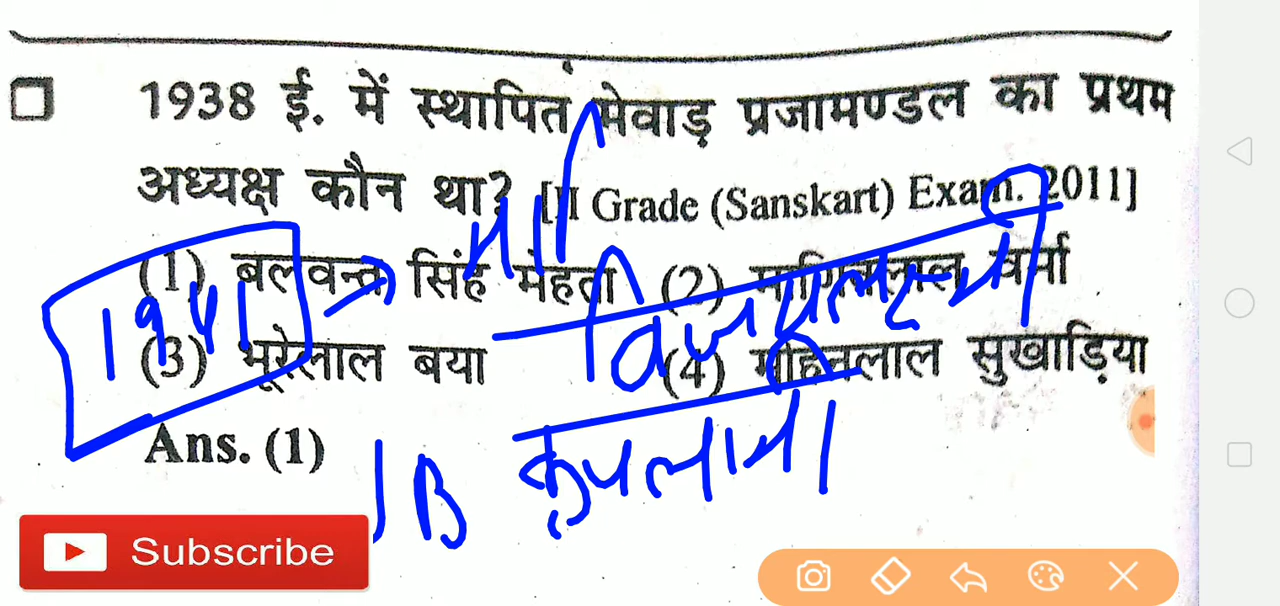 1938 ई. में स्थापित मेवाड़ प्रजामण्डल का प्रथम
अध्यक्ष कौन था? [II Grade (Sanskart) Exam. 2011]
(1) बलवन्त सिंह मेहता (2) माणिक्यलाल वर्मा
(3) भूरेलाल बया (4) मोहनलाल सुखाड़िया
Ans. (1)
1941
JB कृपलानी
Subscribe